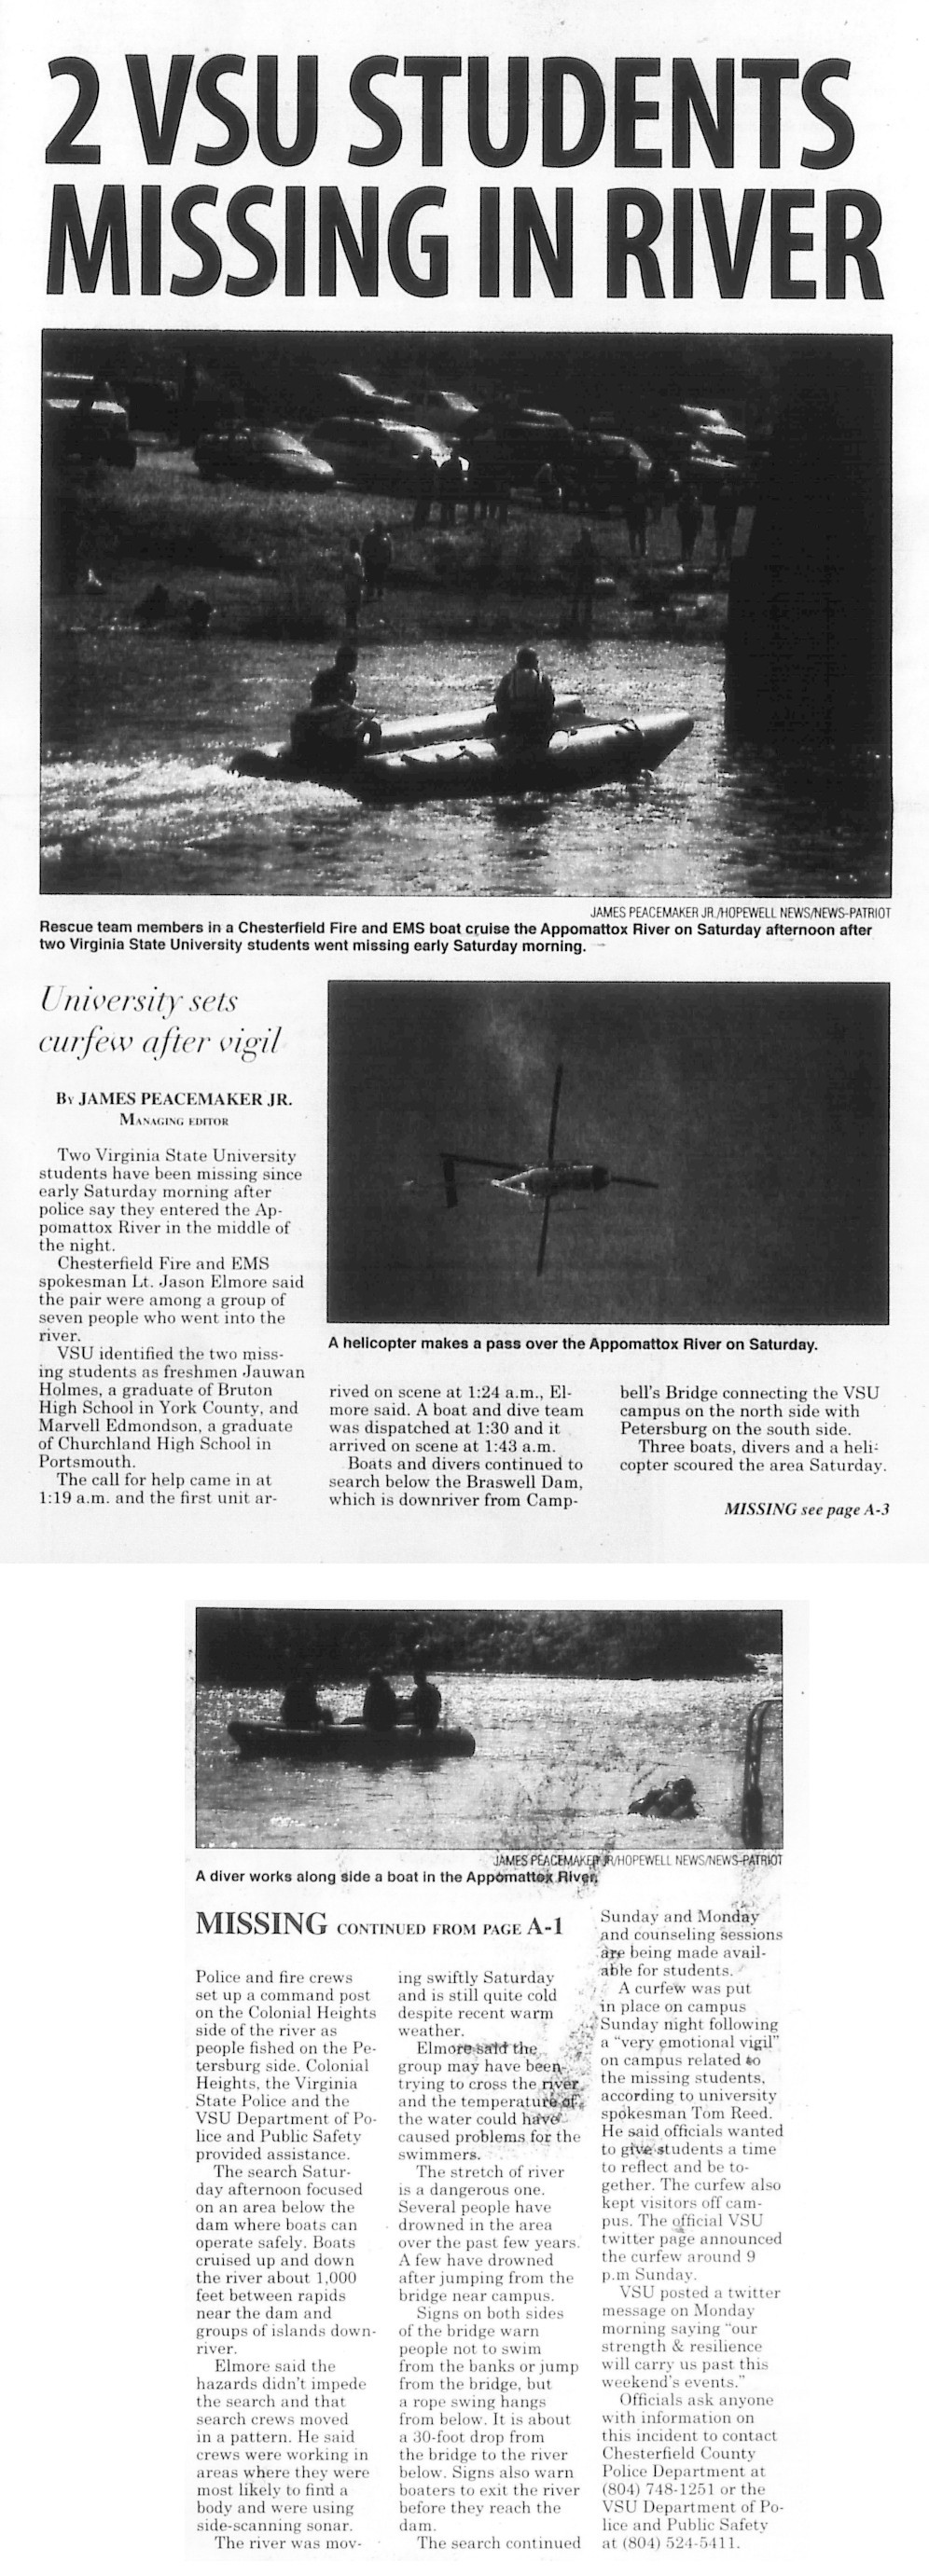 2 VSU STUDENTS
MISSING IN RIVER
JAMES PEACEMAKER JR./HOPEWELL NEWS/NEWS-PATRIOT
Rescue team members in a Chesterfield Fire and EMS boat cruise the Appomattox River on Saturday afternoon after
two Virginia State University students went missing early Saturday morning.
University sets
curfew after vigil
BY JAMES PEACEMAKER JR.
MANAGING EDITOR
Two Virginia State University
students have been missing since
early Saturday morning after
police say they entered the Ap-
pomattox River in the middle of
the night.
Chesterfield Fire and EMS
spokesman Lt. Jason Elmore said
the pair were among a group of
seven people who went into the
river.
VSU identified the two miss-
ing students as freshmen Jauwan
Holmes, a graduate of Bruton
High School in York County, and
Marvell Edmondson, a graduate
of Churchland High School in
Portsmouth.
The call for help came in at
1:19 a.m. and the first unit ar-
A helicopter makes a pass over the Appomattox River on Saturday.
rived on scene at 1:24 a.m., El-
more said. A boat and dive team
was dispatched at 1:30 and it
arrived on scene at 1:43 a.m.
Boats and divers continued to
search below the Braswell Dam,
which is downriver from Camp-
bell's Bridge connecting the VSU
campus on the north side with
Petersburg on the south side.
Three boats, divers and a heli-
copter scoured the area Saturday.
MISSING see page A-3
JAMES PEACEMAKER JR/HOPEWELL NEWS/NEWS-PATRIOT
A diver works along side a boat in the Appomattox River.
MISSING CONTINUED FROM PAGE A-1
Police and fire crews
set up a command post
on the Colonial Heights
side of the river as
people fished on the Pe-
tersburg side. Colonial
Heights, the Virginia
State Police and the
VSU Department of Po-
lice and Public Safety
provided assistance.
The search Satur-
day afternoon focused
on an area below the
dam where boats can
operate safely. Boats
cruised up and down
the river about 1,000
feet between rapids
near the dam and
groups of islands down-
river.
Elmore said the
hazards didn't impede
the search and that
search crews moved
in a pattern. He said
crews were working in
areas where they were
most likely to find a
body and were using
side-scanning sonar.
The river was mov-
ing swiftly Saturday
and is still quite cold
despite recent warm
weather.
Elmore said the
group may have been
trying to cross the river
and the temperature of
the water could have
caused problems for the
swimmers.
The stretch of river
is a dangerous one.
Several people have
drowned in the area
over the past few years.
A few have drowned
after jumping from the
bridge near campus.
Signs on both sides
of the bridge warn
people not to swim
from the banks or jump
from the bridge, but
a rope swing hangs
from below. It is about
a 30-foot drop from
the bridge to the river
below. Signs also warn
boaters to exit the river
before they reach the
dam.
The search continued
Sunday and Monday
and counseling sessions
are being made avail-
able for students.
A curfew was put
in place on campus
Sunday night following
a "very emotional vigil"
on campus related to
the missing students,
according to university
spokesman Tom Reed.
He said officials wanted
to give students a time
to reflect and be to-
gether. The curfew also
kept visitors off cam-
pus. The official VSU
twitter page announced
the curfew around 9
p.m Sunday.
VSU posted a twitter
message on Monday
morning saying "our
strength & resilience
will carry us past this
weekend's events."
Officials ask anyone
with information on
this incident to contact
Chesterfield County
Police Department at
(804) 748-1251 or the
VSU Department of Po-
lice and Public Safety
at (804) 524-5411.